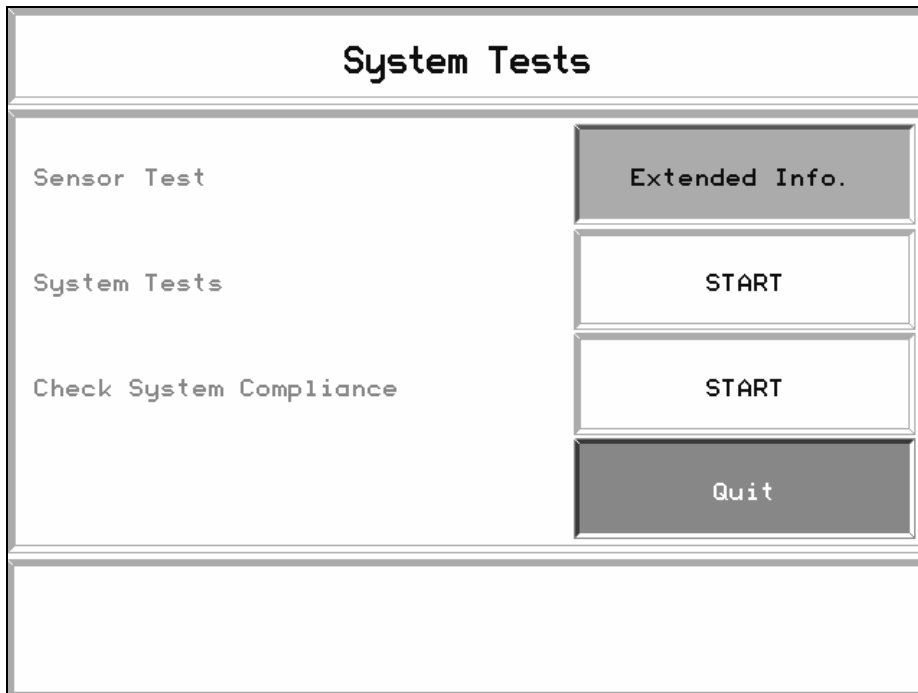 System Tests
Sensor Test
Extended Info.
System Tests
START
Check System Compliance
START
Quit